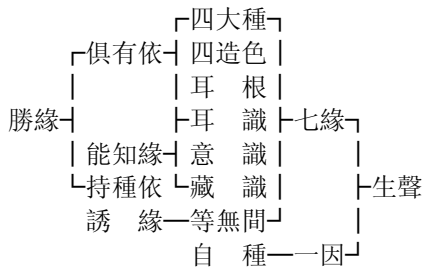 ┌四大種┐
┌俱有依┤四造色│
│ │耳 根│
勝緣┤ ├耳 識├七緣┐
│能知緣┤意 識│ │
└持種依└藏 識│ ├生聲
誘 緣─等無間┘ │
自 種─一因┘